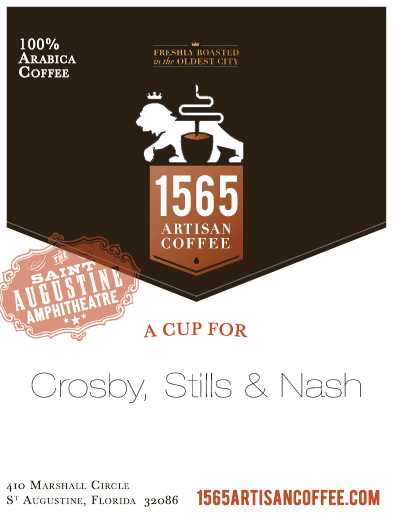 100%
Arabica
Coffee
FRESHLY ROASTED
in the OLDEST CITY
1565
ARTISAN
COFFEE
THE
SAINT
AUGUSTINE
AMPHITHEATRE
A CUP FOR
Crosby, Stills & Nash
410 Marshall Circle
St Augustine, Florida 32086
1565ARTISANCOFFEE.COM